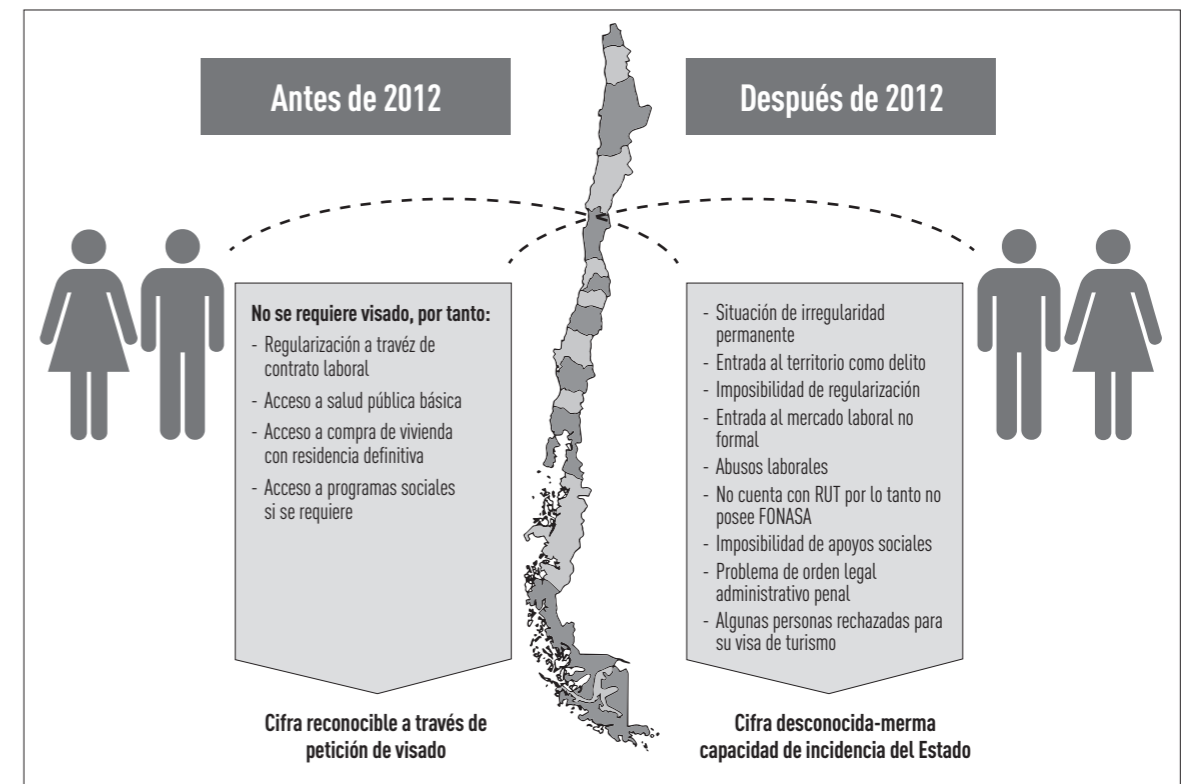 Antes de 2012
No se requiere visado, por tanto:
- Regularización a travéz de
contrato laboral
- Acceso a salud pública básica
- Acceso a compra de vivienda
con residencia definitiva
- Acceso a programas sociales
si se requiere
Cifra reconocible a través de
petición de visado
Después de 2012
- Situación de irregularidad
permanente
- Entrada al territorio como delito
- Imposibilidad de regularización
- Entrada al mercado laboral no
formal
- Abusos laborales
- No cuenta con RUT por lo tanto no
posee FONASA
- Imposibilidad de apoyos sociales
- Problema de orden legal
administrativo penal
- Algunas personas rechazadas para
su visa de turismo
Cifra desconocida-merma
capacidad de incidencia del Estado